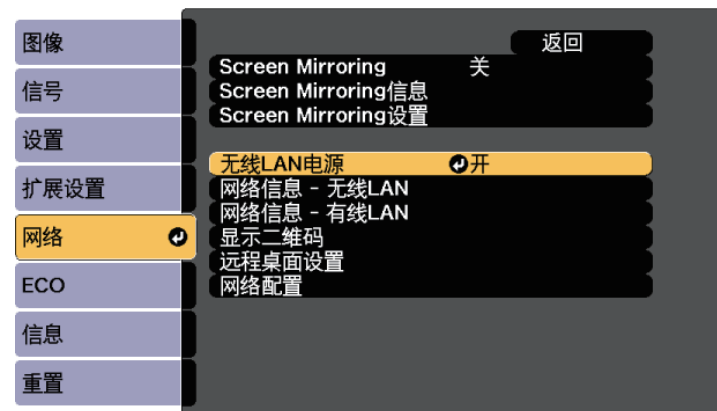 图像
信号
设置
扩展设置
网络
ECO
信息
重置
返回
Screen Mirroring 关
Screen Mirroring信息
Screen Mirroring设置
无线LAN电源 开
网络信息 - 无线LAN
网络信息 - 有线LAN
显示二维码
远程桌面设置
网络配置